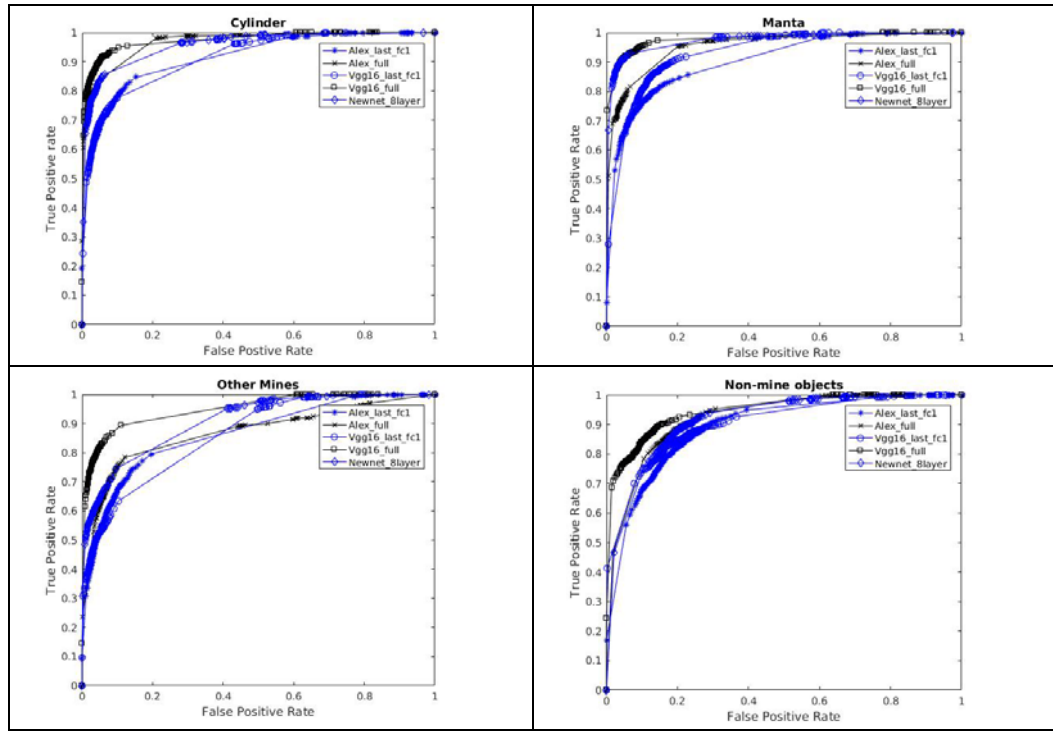 Cylinder
1
0.9
0.8
0.7
0.6
0.5
0.4
0.3
0.2
0.1
0
True Positive rate
Alex_last_fc1
Alex_full
Vgg16_last_fc1
Vgg16_full
Newnet_8layer
0 0.2 0.4 0.6 0.8 1
False Postive Rate
Manta
1
0.9
0.8
0.7
0.6
0.5
0.4
0.3
0.2
0.1
0
True Positive Rate
Alex_last_fc1
Alex_full
Vgg16_last_fc1
Vgg16_full
Newnet_8layer
0 0.2 0.4 0.6 0.8 1
False Positive Rate
Other Mines
1
0.9
0.8
0.7
0.6
0.5
0.4
0.3
0.2
0.1
0
True Positive Rate
Alex_last_fc1
Alex_full
Vgg16_last_fc1
Vgg16_full
Newnet_8layer
0 0.2 0.4 0.6 0.8 1
False Positive Rate
Non-mine objects
1
0.9
0.8
0.7
0.6
0.5
0.4
0.3
0.2
0.1
0
True Positive Rate
Alex_last_fc1
Alex_full
Vgg16_last_fc1
Vgg16_full
Newnet_8layer
0 0.2 0.4 0.6 0.8 1
False Positive Rate